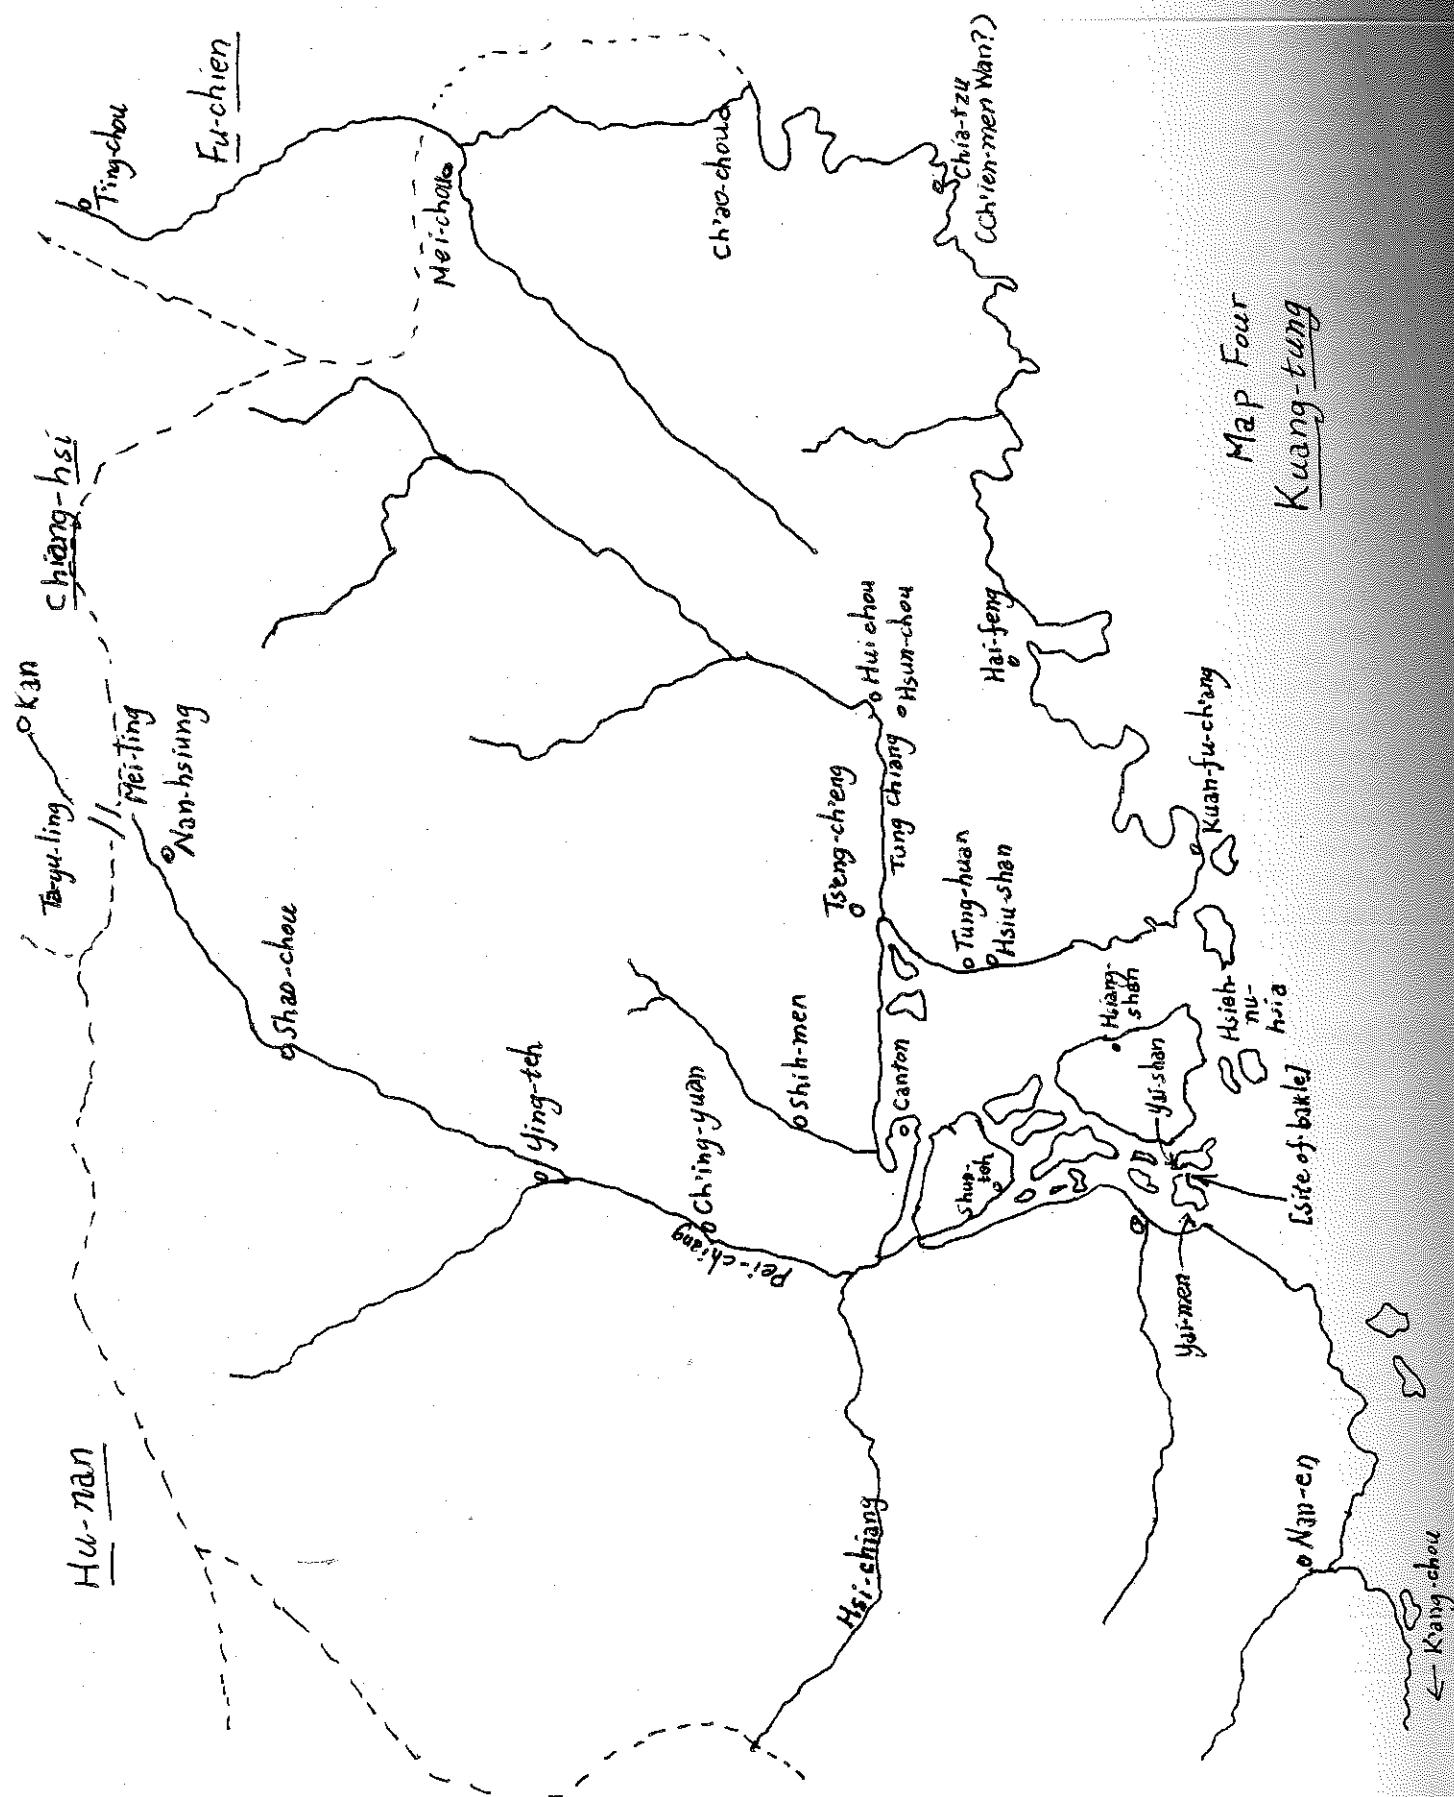 Hu-nan
Chiang-hsi
Fu-chien
Ta-yu-ling
Kan
Mei-ling
Nan-hsiung
Ting-chou
Mei-chou
Ch'ao-chou
Chia-tzu
(Ch'ien-men Wan?)
Shao-chou
Ying-teh
Ch'ing-yuan
Pei-chiang
Shih-men
Tseng-ch'eng
Hui chou
Hsun-chou
Tung chiang
Hai-feng
Canton
Tung-huan
Hsiu-shan
Shun-
teh
Hsiang-
shan
Kuan-fu-ch'ang
Hsi-chiang
Yai-shan
Yai-men
Hsieh-
nu-
hsia
[site of battle]
Nan-en
← K'ang-chou
Map Four
Kuang-tung